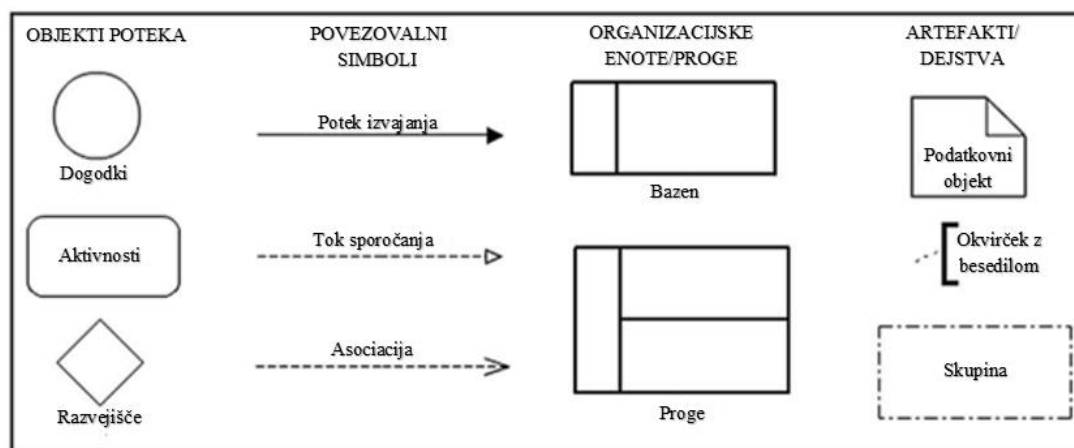 OBJEKTI POTEKA
Dogodki
Aktivnosti
Razvejišče
POVEZOVALNI
SIMBOLI
Potek izvajanja
Tok sporočanja
Asociacija
ORGANIZACIJSKE
ENOTE/PROGE
Bazen
Proge
ARTEFAKTI/
DEJSTVA
Podatkovni
objekt
Okvirček z
besedilom
Skupina